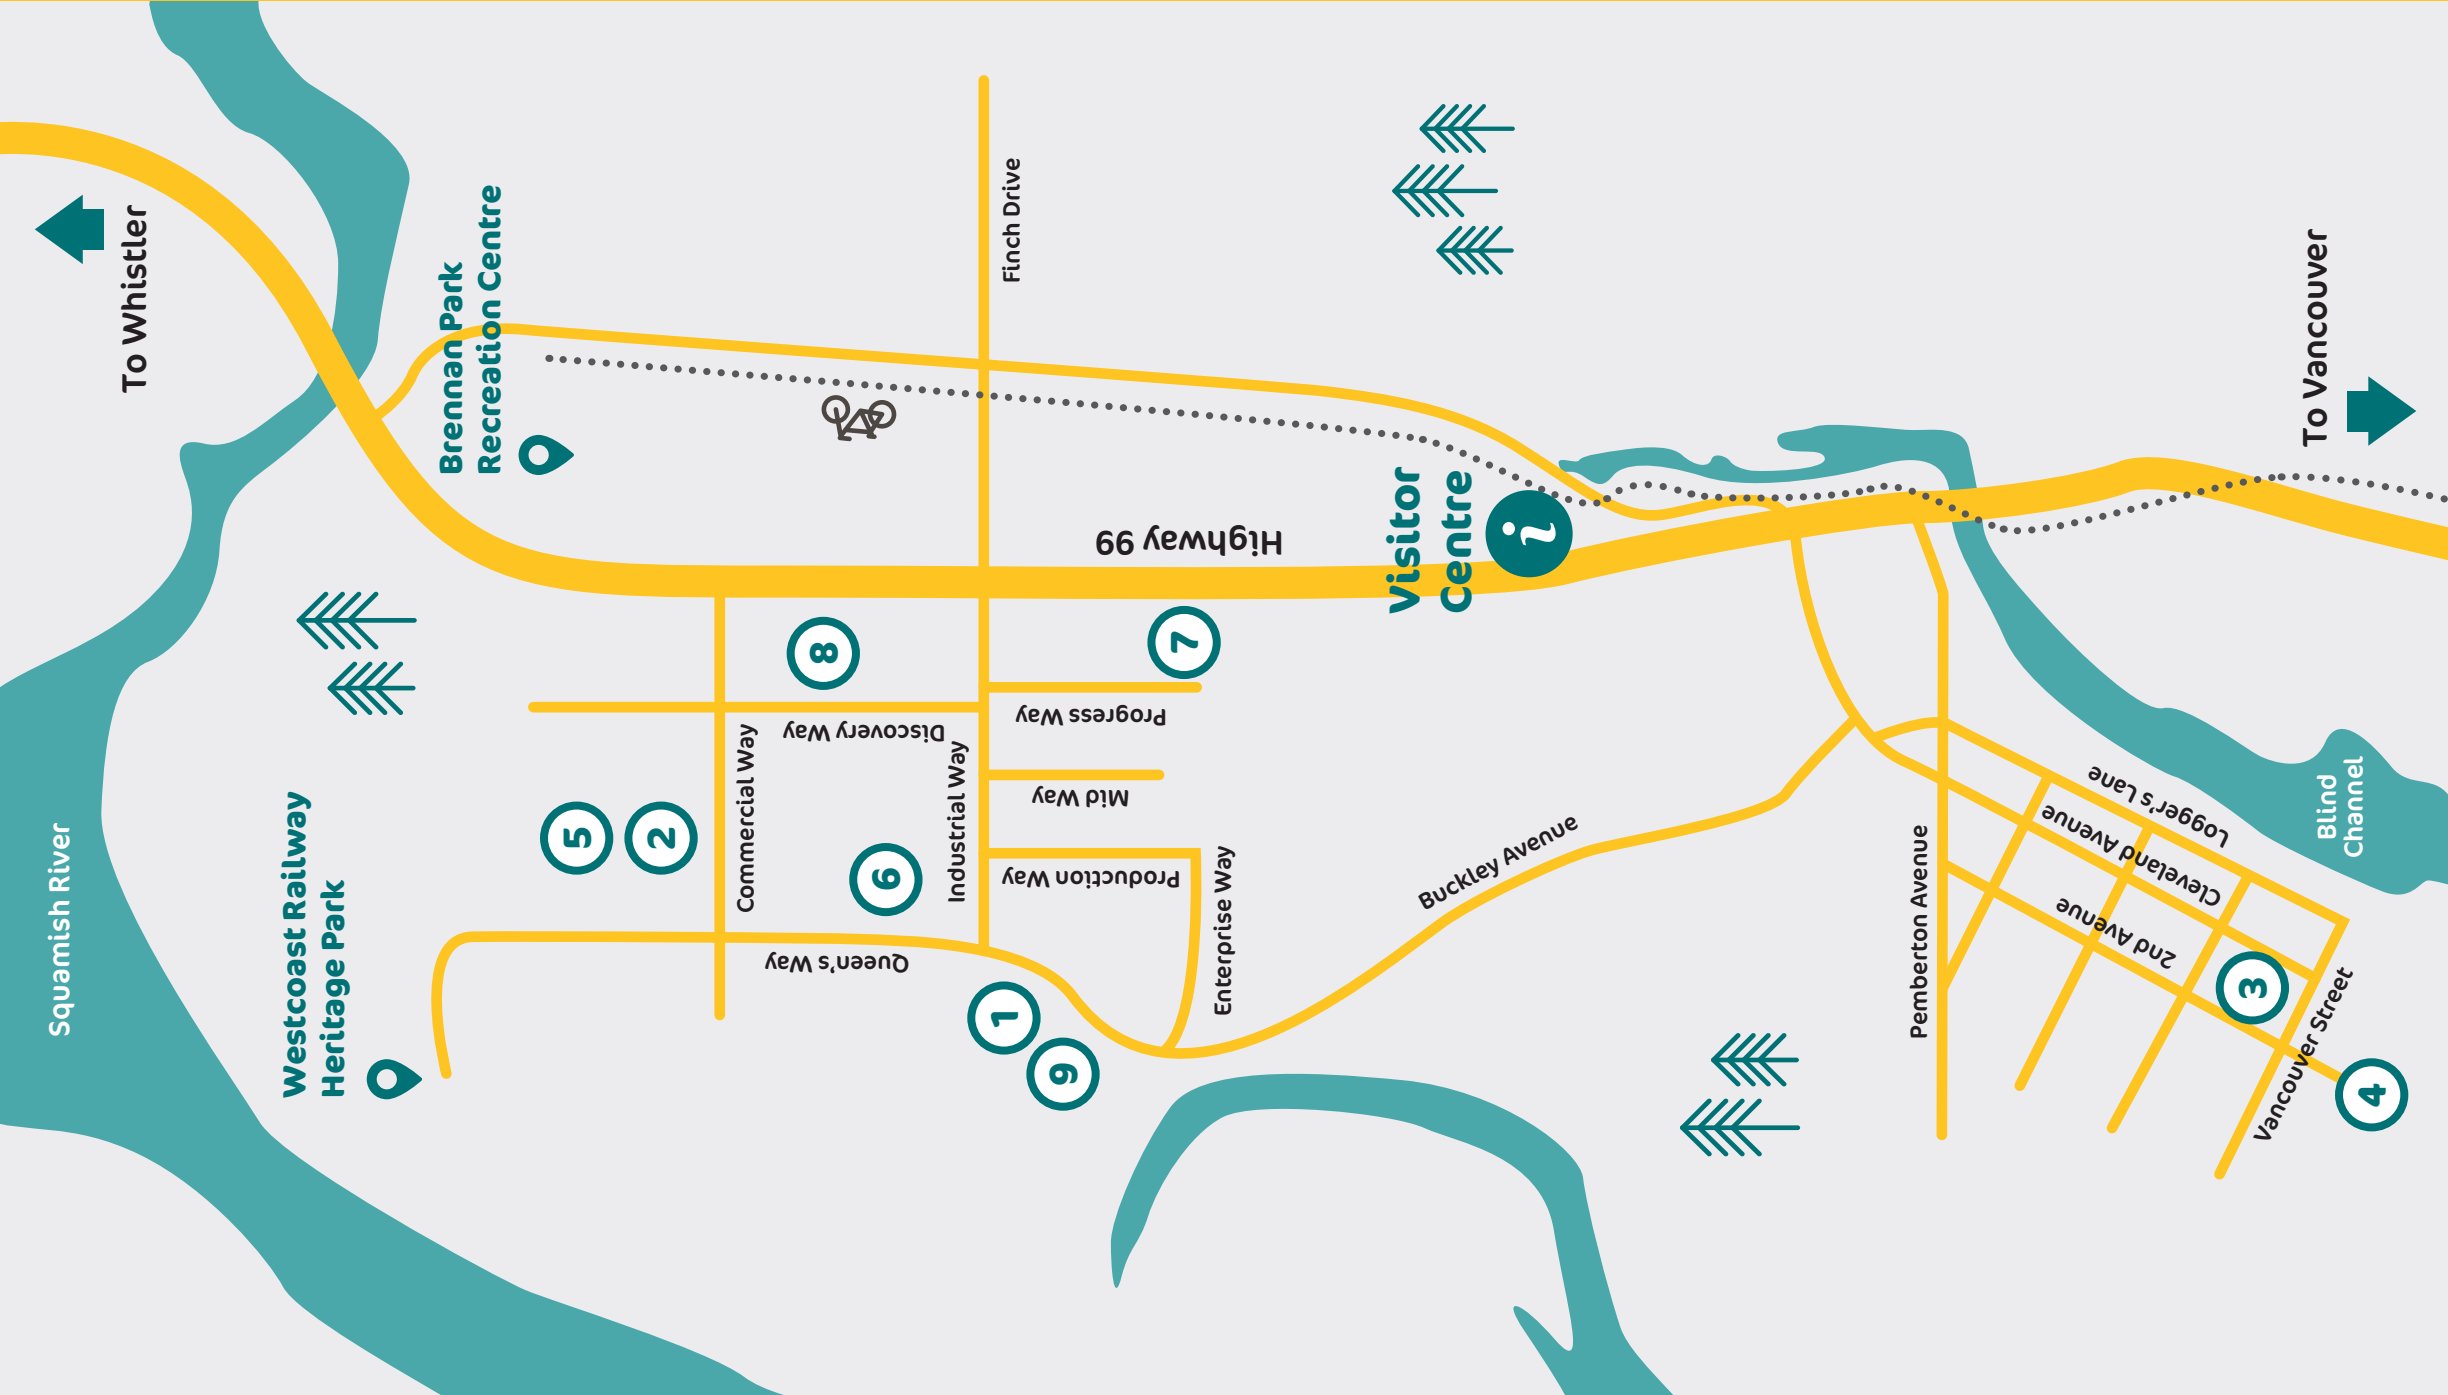 Squamish River
To Whistler
Westcoast Railway
Heritage Park
Brennan Park
Recreation Centre
5
2
Commercial Way
8
Discovery Way
Queen's Way
6
Industrial Way
Finch Drive
1
9
Progress Way
Mid Way
Production Way
7
Highway 99
Enterprise Way
Visitor
Centre
i
Buckley Avenue
Pemberton Avenue
Logger's Lane
Cleveland Avenue
2nd Avenue
3
Vancouver Street
4
Blind
Channel
To Vancouver